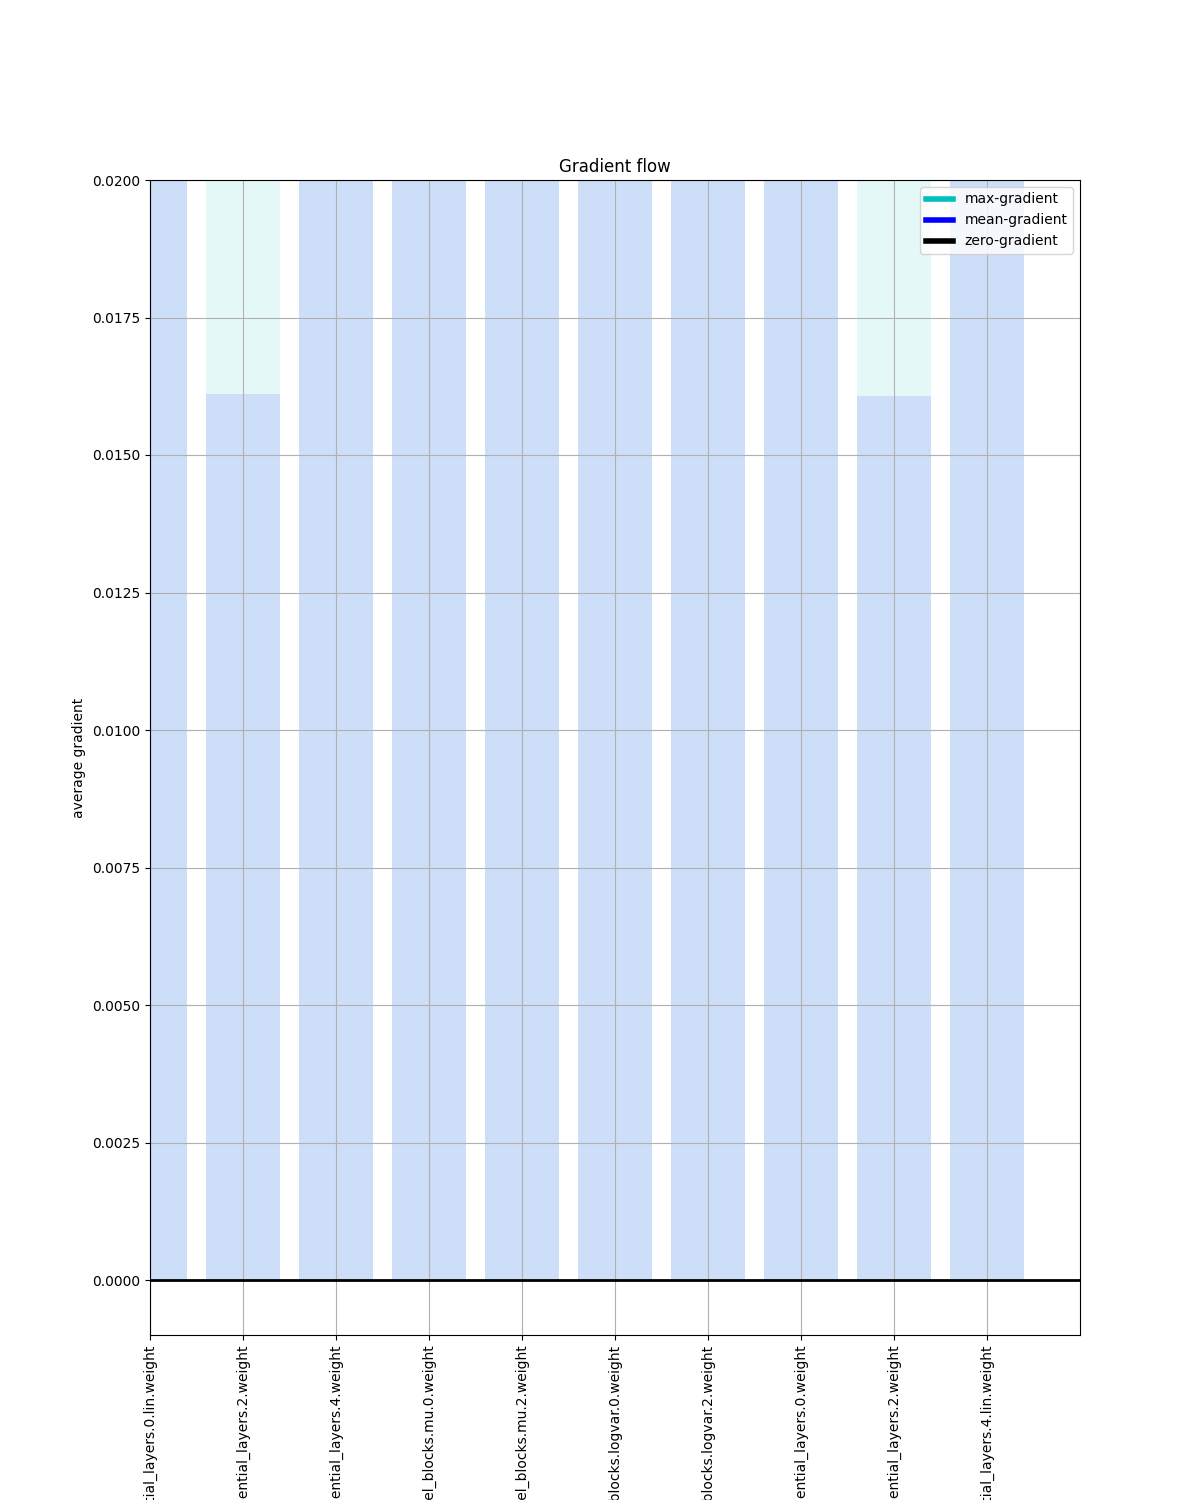 Gradient flow
max-gradient
mean-gradient
zero-gradient
0.0200
0.0175
0.0150
0.0125
0.0100
0.0075
0.0050
0.0025
0.0000
average gradient
tial_layers.0.lin.weight
ential_layers.2.weight
ential_layers.4.weight
el_blocks.mu.0.weight
el_blocks.mu.2.weight
blocks.logvar.0.weight
blocks.logvar.2.weight
ential_layers.0.weight
ential_layers.2.weight
tial_layers.4.lin.weight